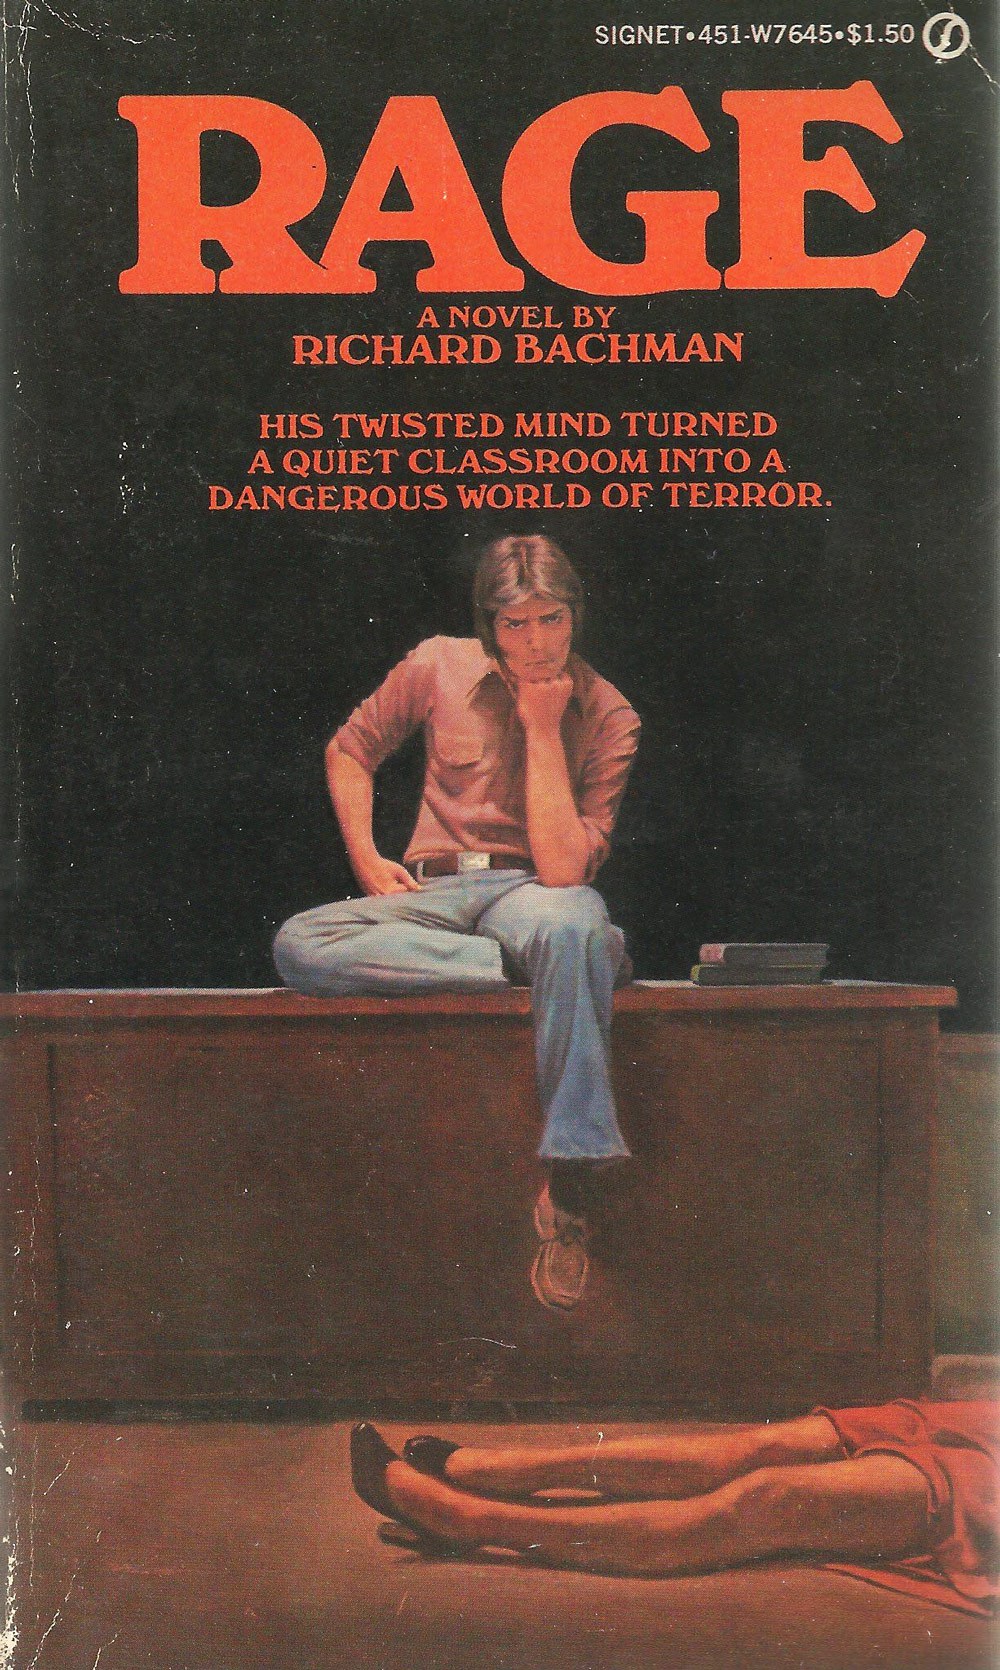 SIGNET•451-W7645•$1.50
RAGE
A NOVEL BY
RICHARD BACHMAN
HIS TWISTED MIND TURNED
A QUIET CLASSROOM INTO A
DANGEROUS WORLD OF TERROR.